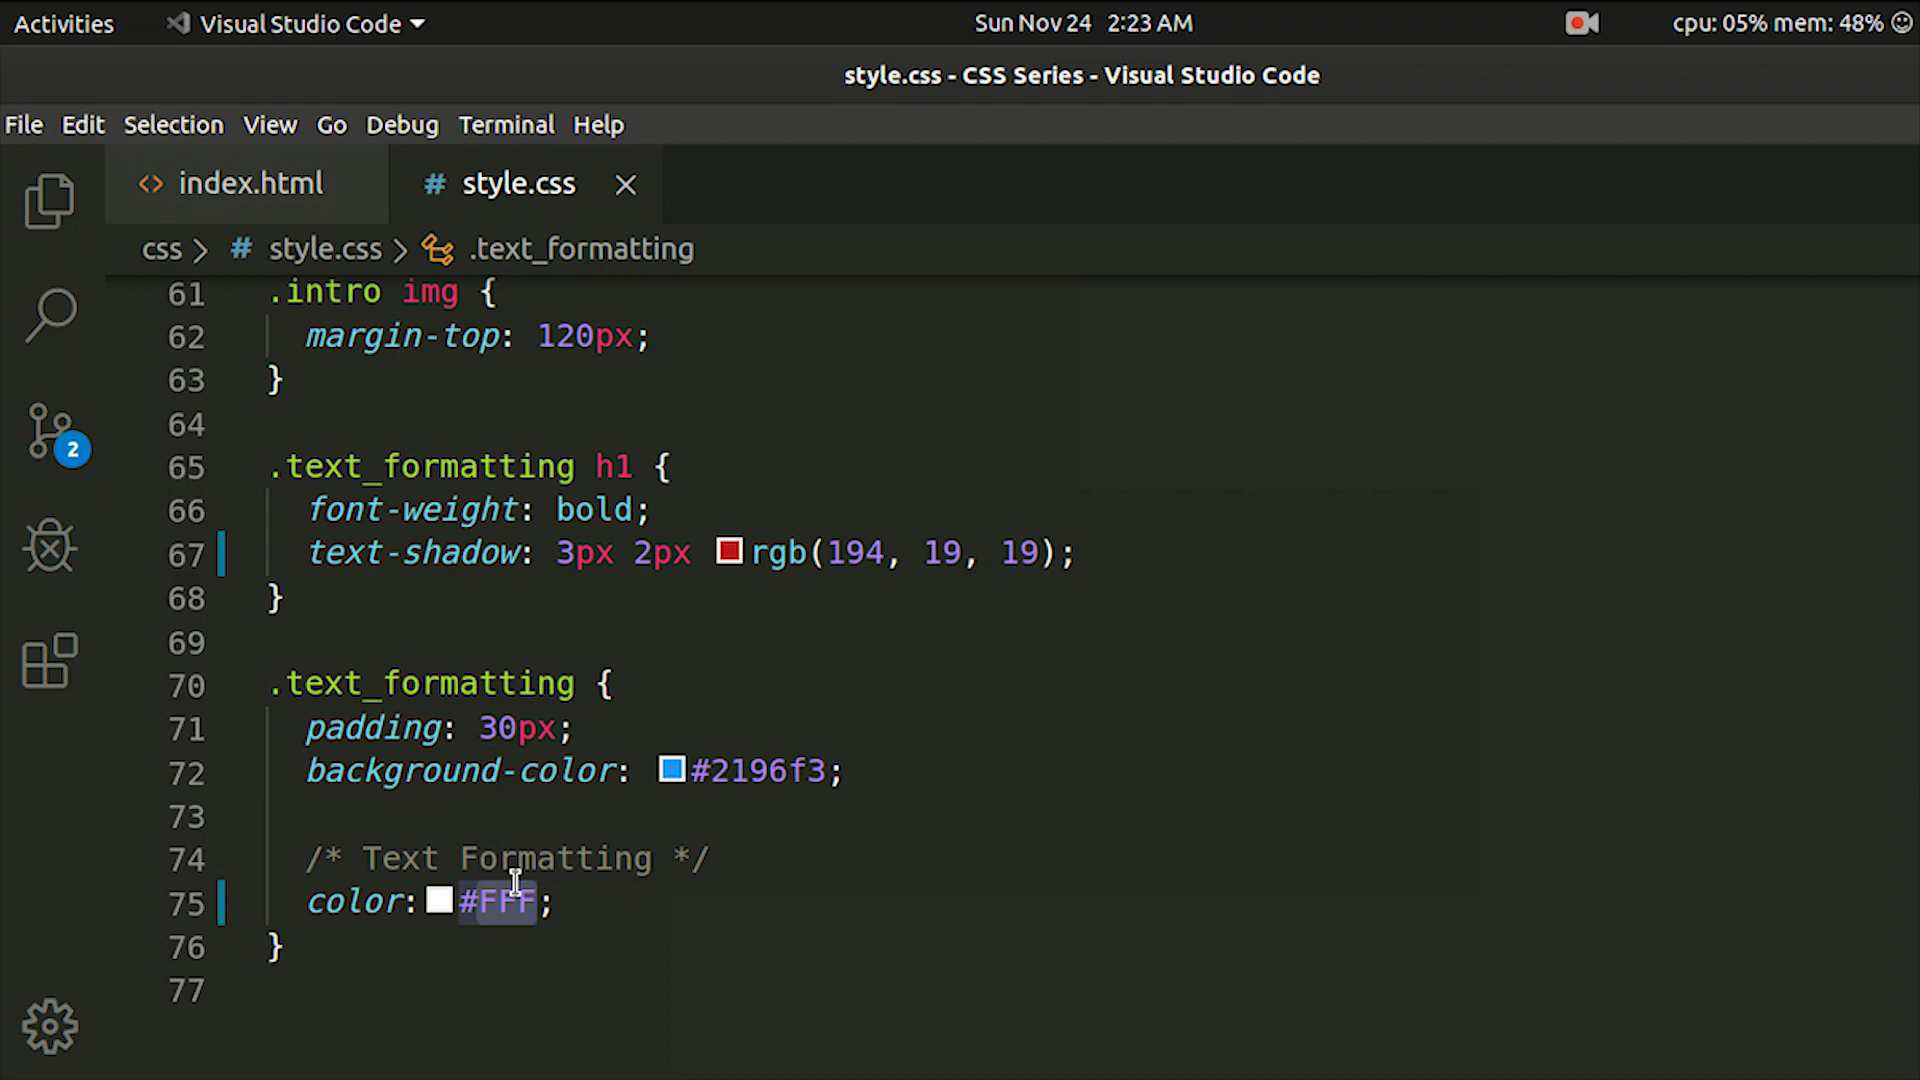 Activities Visual Studio Code Sun Nov 24 2:23 AM cpu: 05% mem: 48%
style.css - CSS Series - Visual Studio Code
File Edit Selection View Go Debug Terminal Help
<> index.html # style.css
css > # style.css > .text_formatting
61 .intro img {
62 margin-top: 120px;
63 }
64
65 .text_formatting h1 {
66 font-weight: bold;
67 text-shadow: 3px 2px rgb(194, 19, 19);
68 }
69
70 .text_formatting {
71 padding: 30px;
72 background-color: #2196f3;
73
74 /* Text Formatting */
75 color: #FFF;
76 }
77
2